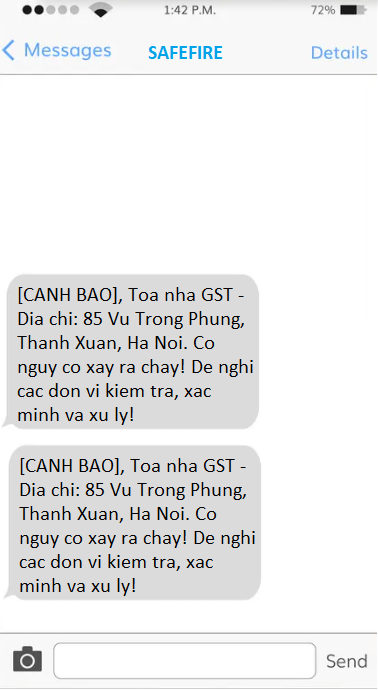 1:42 P.M.
72%
Messages
SAFEFIRE
Details
[CANH BAO], Toa nha GST -
Dia chi: 85 Vu Trong Phung,
Thanh Xuan, Ha Noi. Co
nguy co xay ra chay! De nghi
cac don vi kiem tra, xac
minh va xu ly!
[CANH BAO], Toa nha GST -
Dia chi: 85 Vu Trong Phung,
Thanh Xuan, Ha Noi. Co
nguy co xay ra chay! De nghi
cac don vi kiem tra, xac
minh va xu ly!
Send